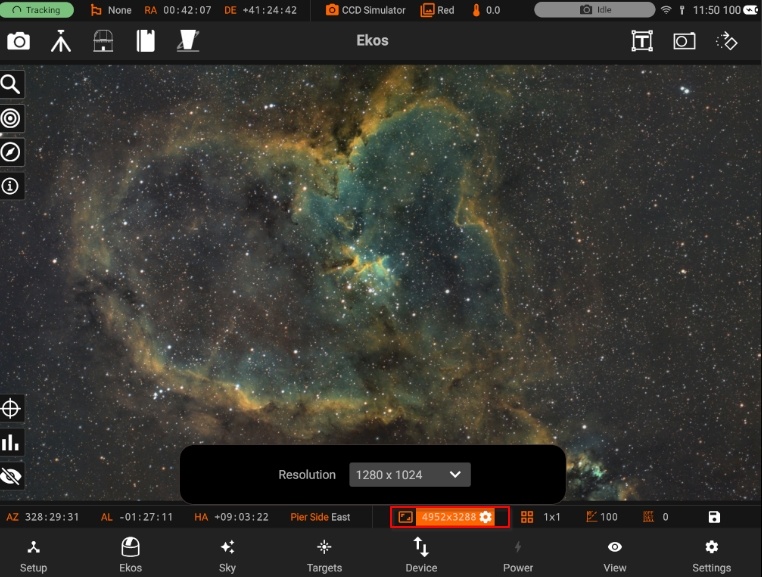 Tracking None RA 00:42:07 DE +41:24:42 CCD Simulator Red 0.0 Idle 11:50 100
Ekos
Resolution 1280 x 1024
AZ 328:29:31 AL -01:27:11 HA +09:03:22 Pier Side East 4952x3288 1x1 100 0
Setup Ekos Sky Targets Device Power View Settings